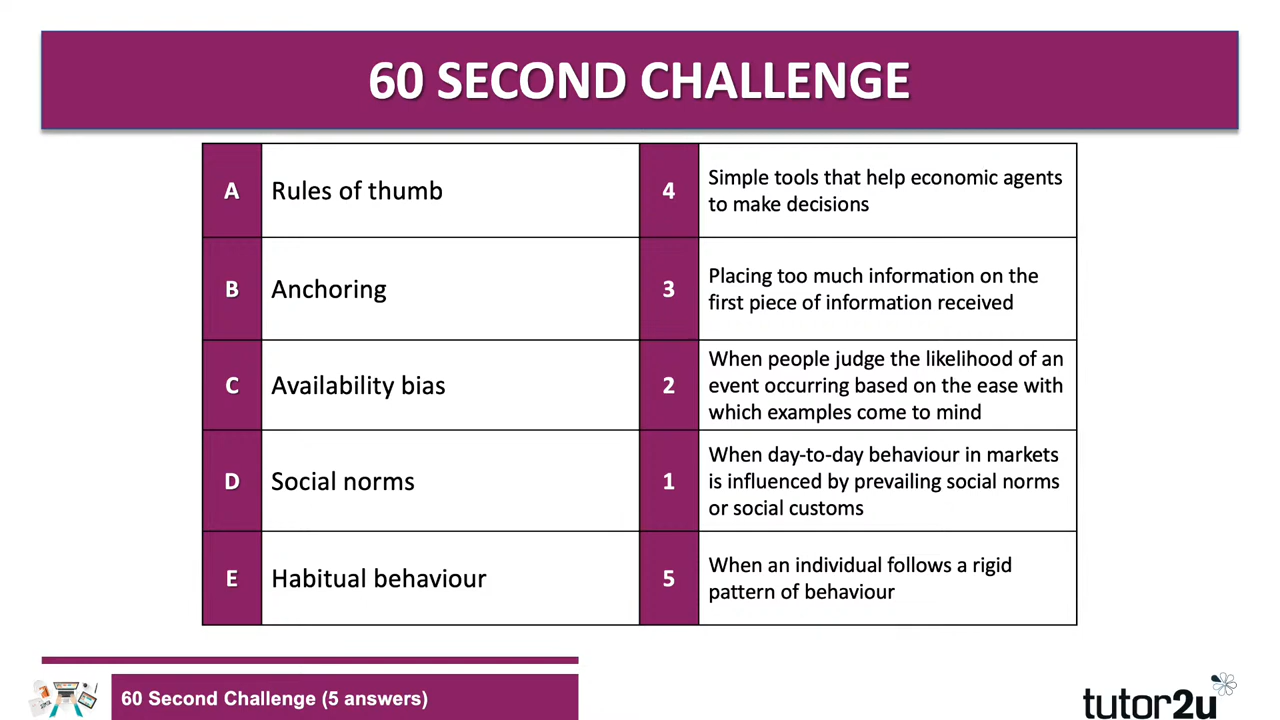 60 SECOND CHALLENGE
A Rules of thumb 4 Simple tools that help economic agents
to make decisions
B Anchoring 3 Placing too much information on the
first piece of information received
C Availability bias 2 When people judge the likelihood of an
event occurring based on the ease with
which examples come to mind
D Social norms 1 When day-to-day behaviour in markets
is influenced by prevailing social norms
or social customs
E Habitual behaviour 5 When an individual follows a rigid
pattern of behaviour
60 Second Challenge (5 answers)
tutor2u